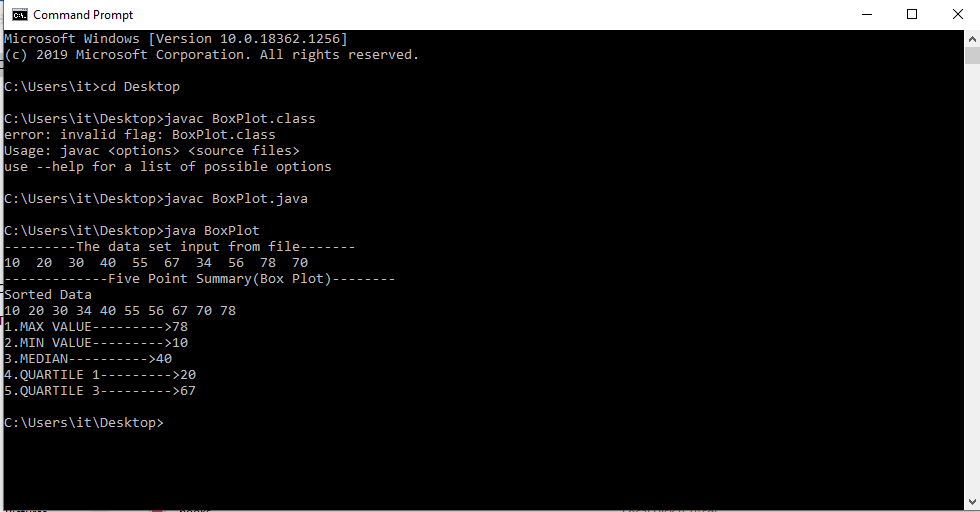 Command Prompt
Microsoft Windows [Version 10.0.18362.1256]
(c) 2019 Microsoft Corporation. All rights reserved.
C:\Users\it>cd Desktop
C:\Users\it\Desktop>javac BoxPlot.class
error: invalid flag: BoxPlot.class
Usage: javac <options> <source files>
use --help for a list of possible options
C:\Users\it\Desktop>javac BoxPlot.java
C:\Users\it\Desktop>java BoxPlot
---------The data set input from file-------
10  20  30  40  55  67  34  56  78  70
-------------Five Point Summary(Box Plot)--------
Sorted Data
10 20 30 34 40 55 56 67 70 78
1.MAX VALUE--------->78
2.MIN VALUE--------->10
3.MEDIAN---------->40
4.QUARTILE 1--------->20
5.QUARTILE 3--------->67
C:\Users\it\Desktop>